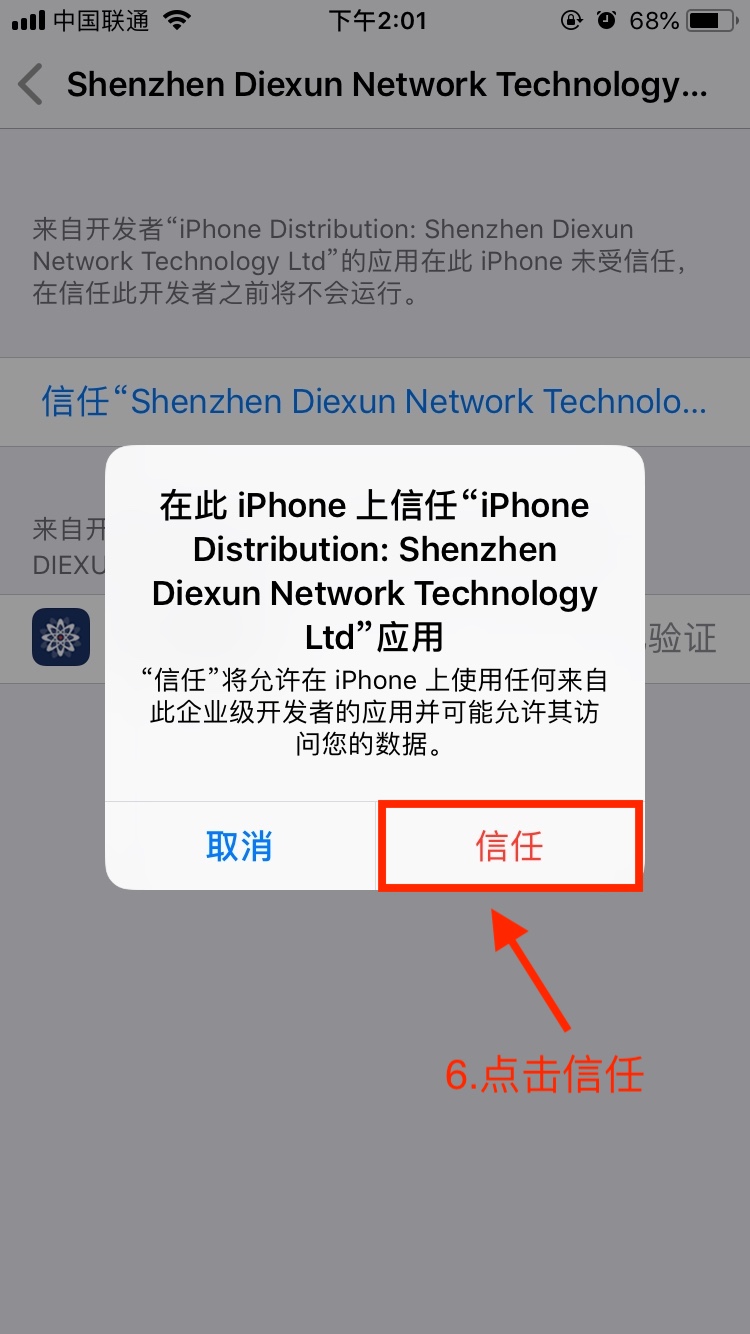 中国联通
下午2:01
68%
Shenzhen Diexun Network Technology...
来自开发者“iPhone Distribution: Shenzhen Diexun
Network Technology Ltd”的应用在此 iPhone 未受信任，
在信任此开发者之前将不会运行。
信任“Shenzhen Diexun Network Technolo...
在此 iPhone 上信任“iPhone
Distribution: Shenzhen
Diexun Network Technology
Ltd”应用
“信任”将允许在 iPhone 上使用任何来自
此企业级开发者的应用并可能允许其访
问您的数据。
来自开
DIEXU
验证
取消
信任
6.点击信任